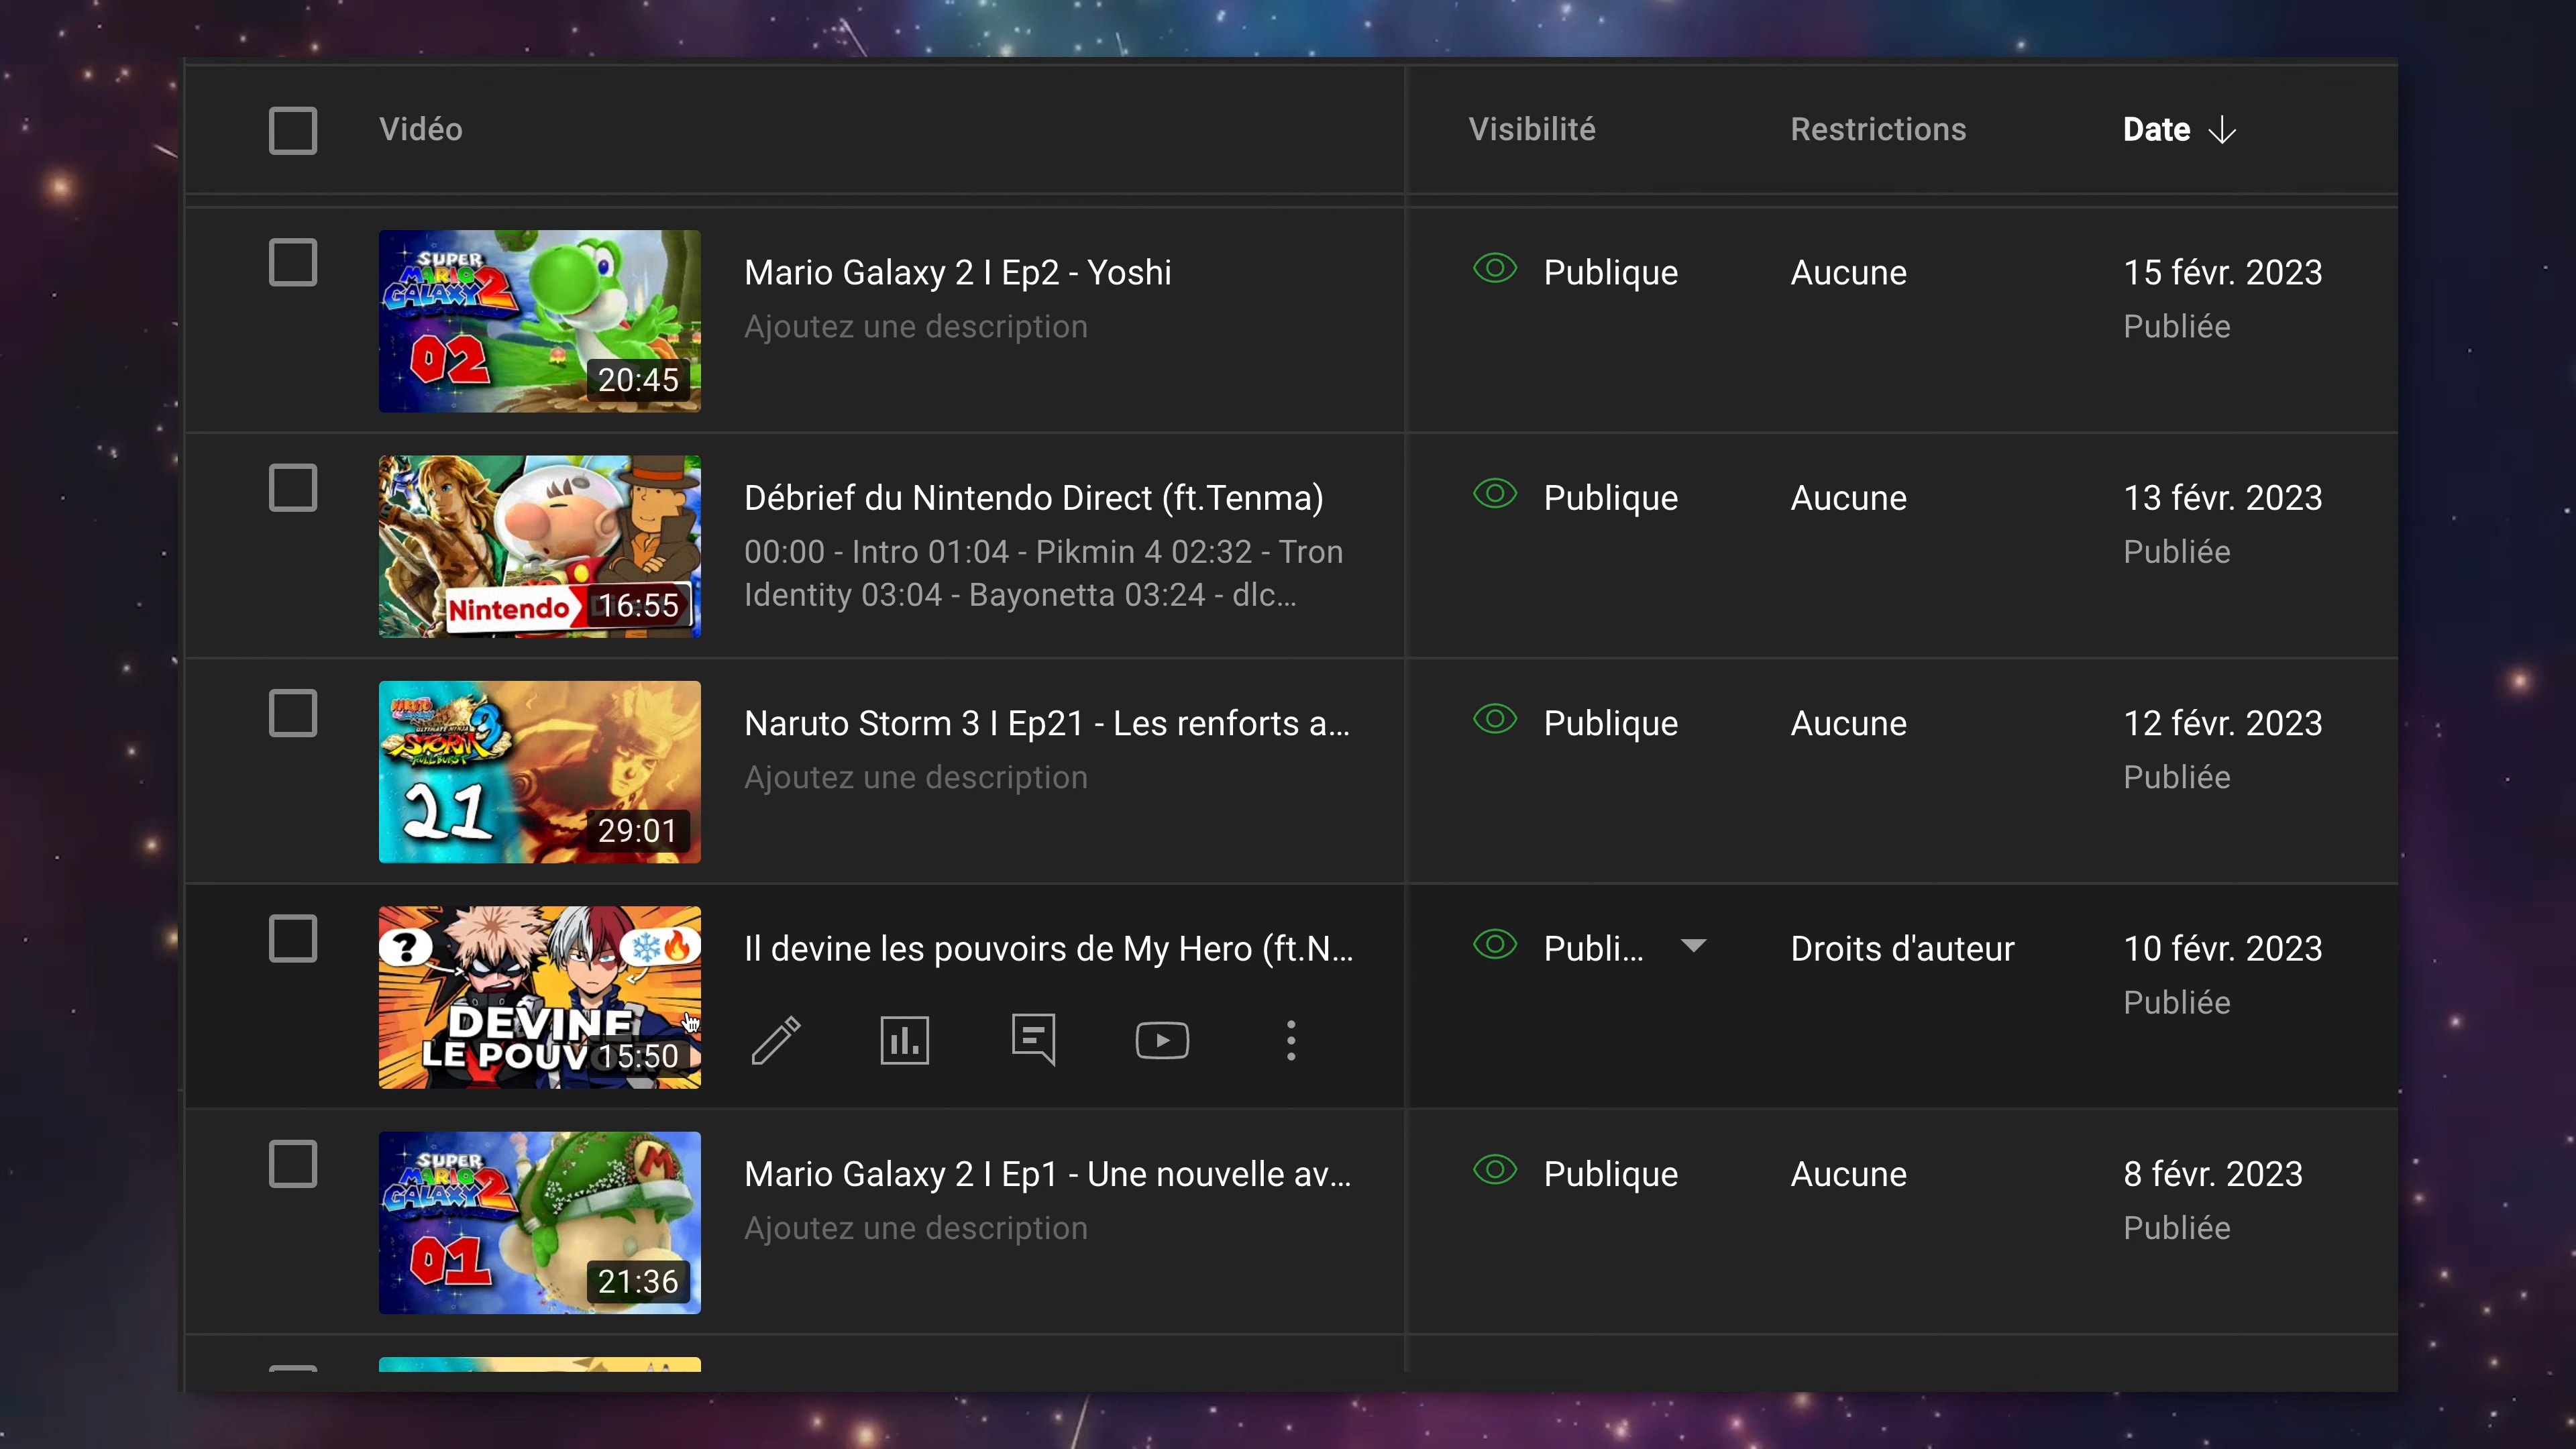 Vidéo
Visibilité
Restrictions
Date
SUPER
MARIO
GALAXY 2
02
20:45
Mario Galaxy 2 I Ep2 - Yoshi
Ajoutez une description
Publique
Aucune
15 févr. 2023
Publiée
Nintendo
16:55
Débrief du Nintendo Direct (ft.Tenma)
00:00 - Intro 01:04 - Pikmin 4 02:32 - Tron
Identity 03:04 - Bayonetta 03:24 - dlc...
Publique
Aucune
13 févr. 2023
Publiée
NARUTO
ULTIMATE NINJA
STORM 3
FULL BURST
21
29:01
Naruto Storm 3 I Ep21 - Les renforts a...
Ajoutez une description
Publique
Aucune
12 févr. 2023
Publiée
?
DEVINE
LE POUV
15:50
Il devine les pouvoirs de My Hero (ft.N...
Publi...
Droits d'auteur
10 févr. 2023
Publiée
SUPER
MARIO
GALAXY 2
M
01
21:36
Mario Galaxy 2 I Ep1 - Une nouvelle av...
Ajoutez une description
Publique
Aucune
8 févr. 2023
Publiée